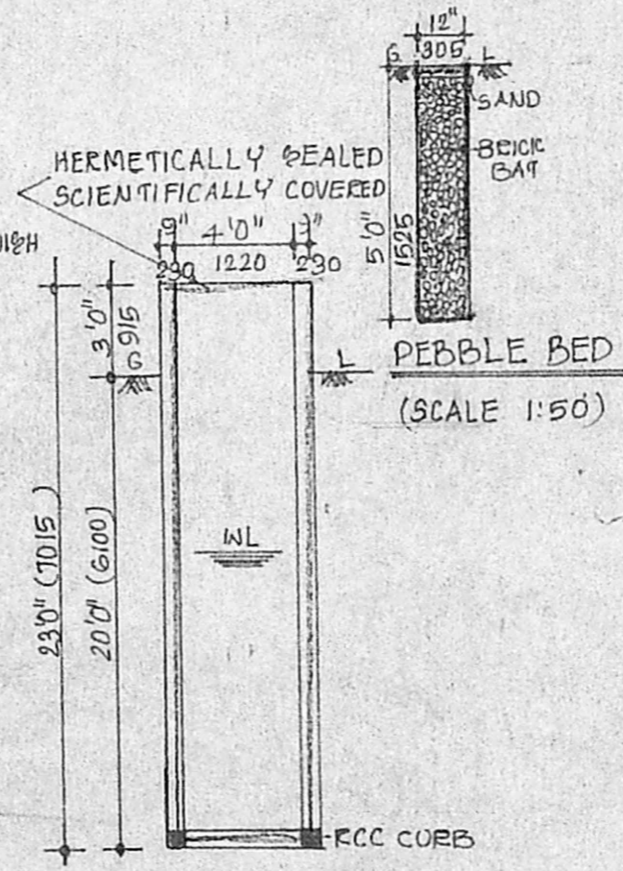 12"
305
G L
SAND
BRICK
BAT
5'0"
1525
PEBBLE BED
(SCALE 1:50)
HERMETICALLY SEALED
SCIENTIFICALLY COVERED
9" 4'0" 9"
230 1220 230
3'0"
915
G L
23'0" (7015)
20'0" (6100)
WL
RCC CURB